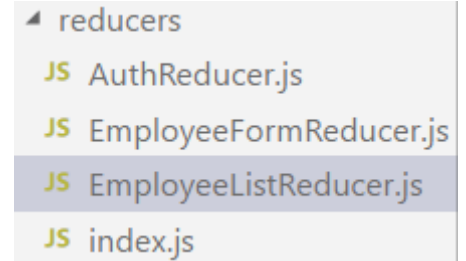 reducers
JS AuthReducer.js
JS EmployeeFormReducer.js
JS EmployeeListReducer.js
JS index.js